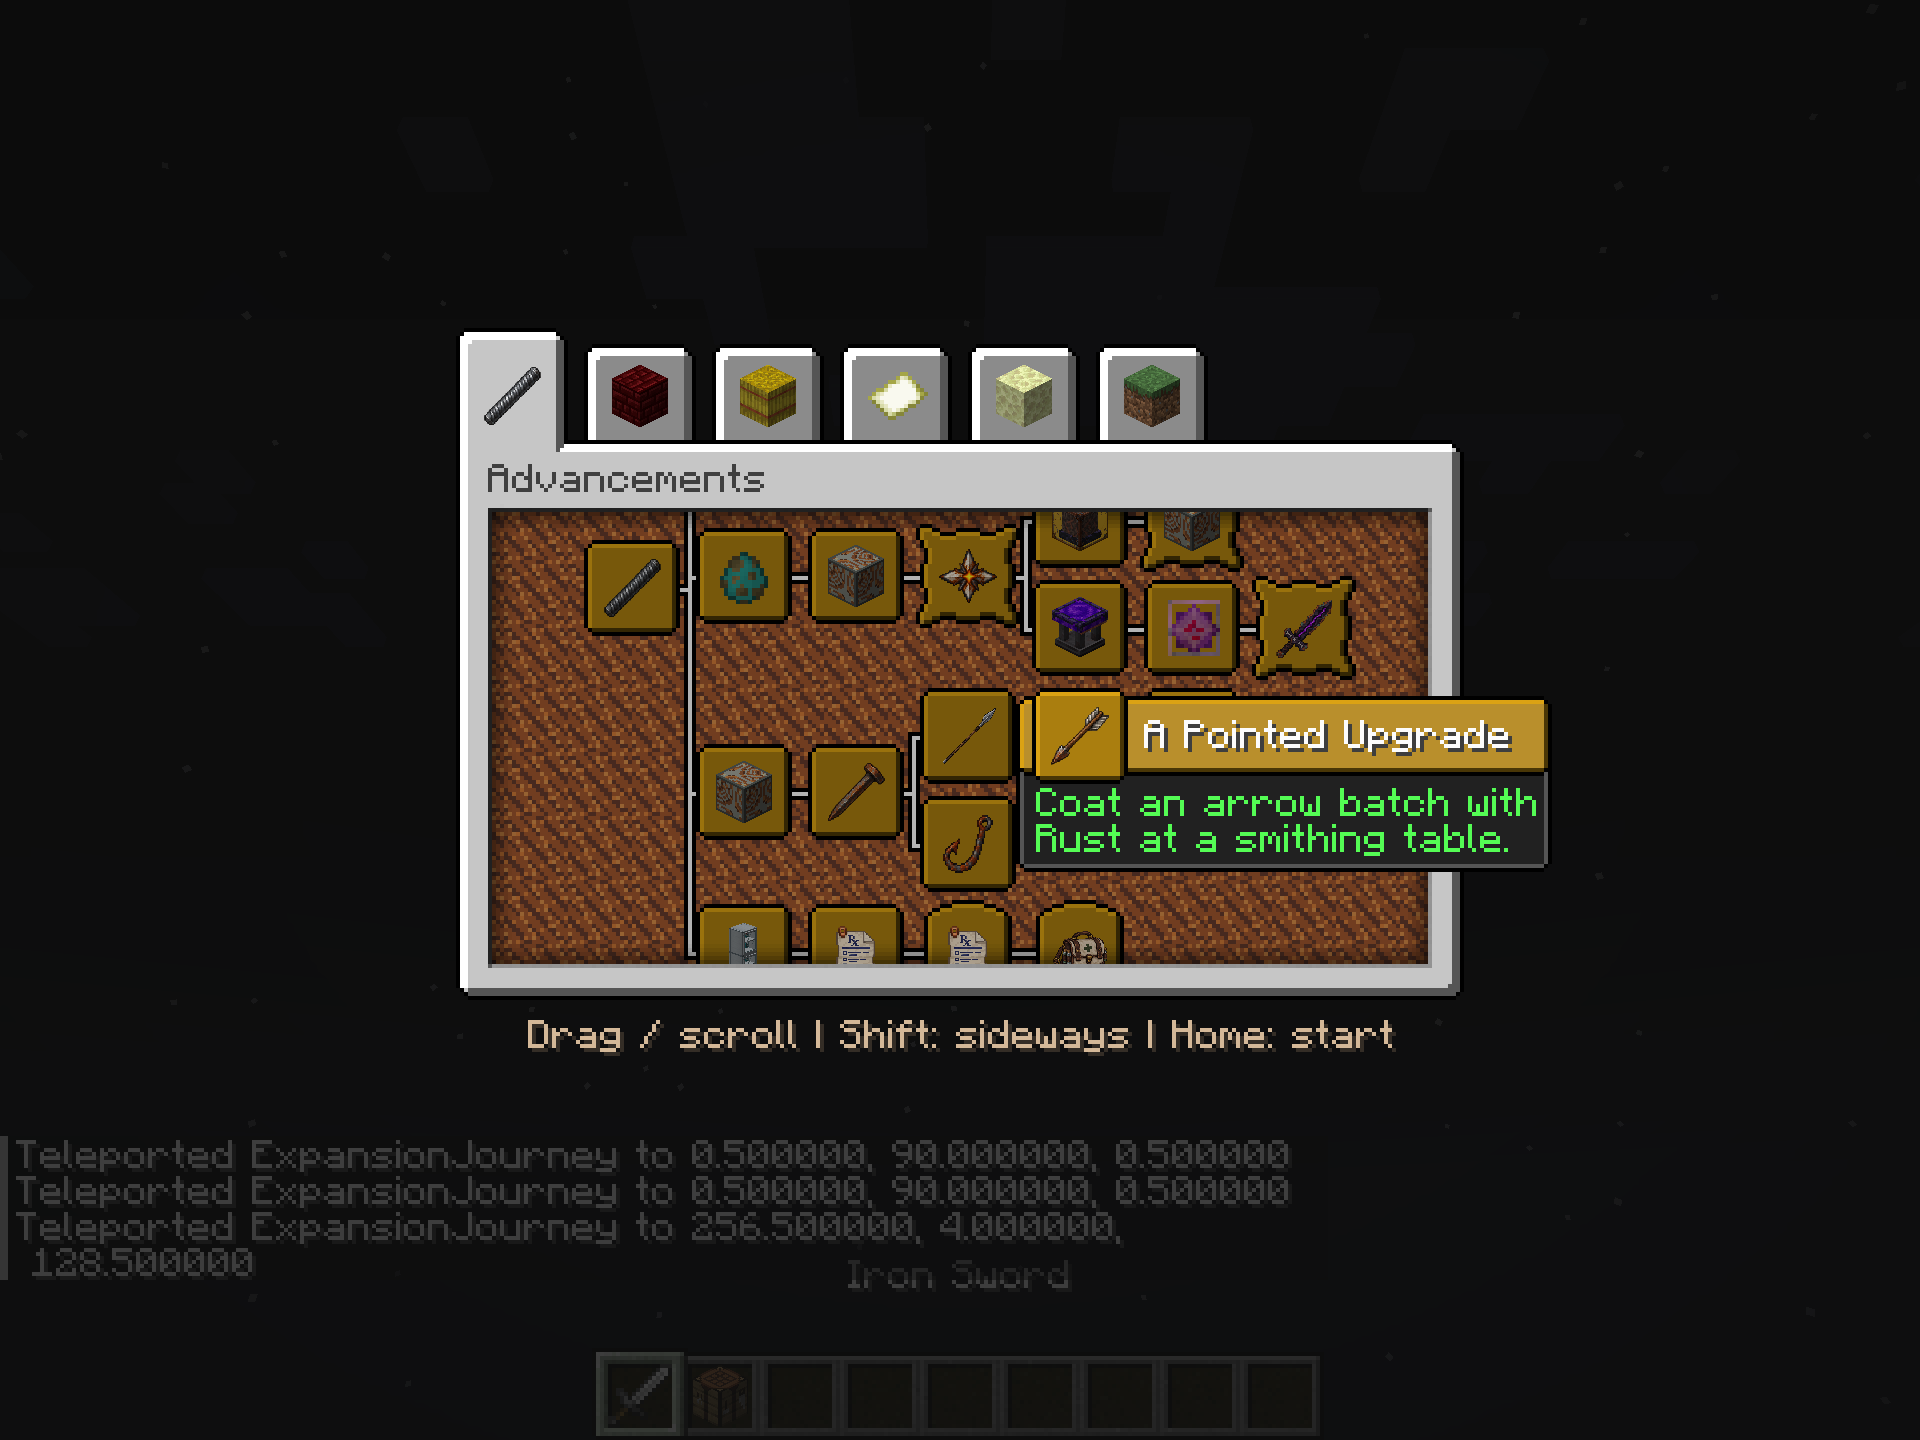 Advancements
A Pointed Upgrade
Coat an arrow batch with
Rust at a smithing table.
Rx
Rx
Drag / scroll | Shift: sideways | Home: start
Teleported ExpansionJourney to 0.500000, 90.000000, 0.500000
Teleported ExpansionJourney to 0.500000, 90.000000, 0.500000
Teleported ExpansionJourney to 256.500000, 4.000000,
128.500000
Iron Sword